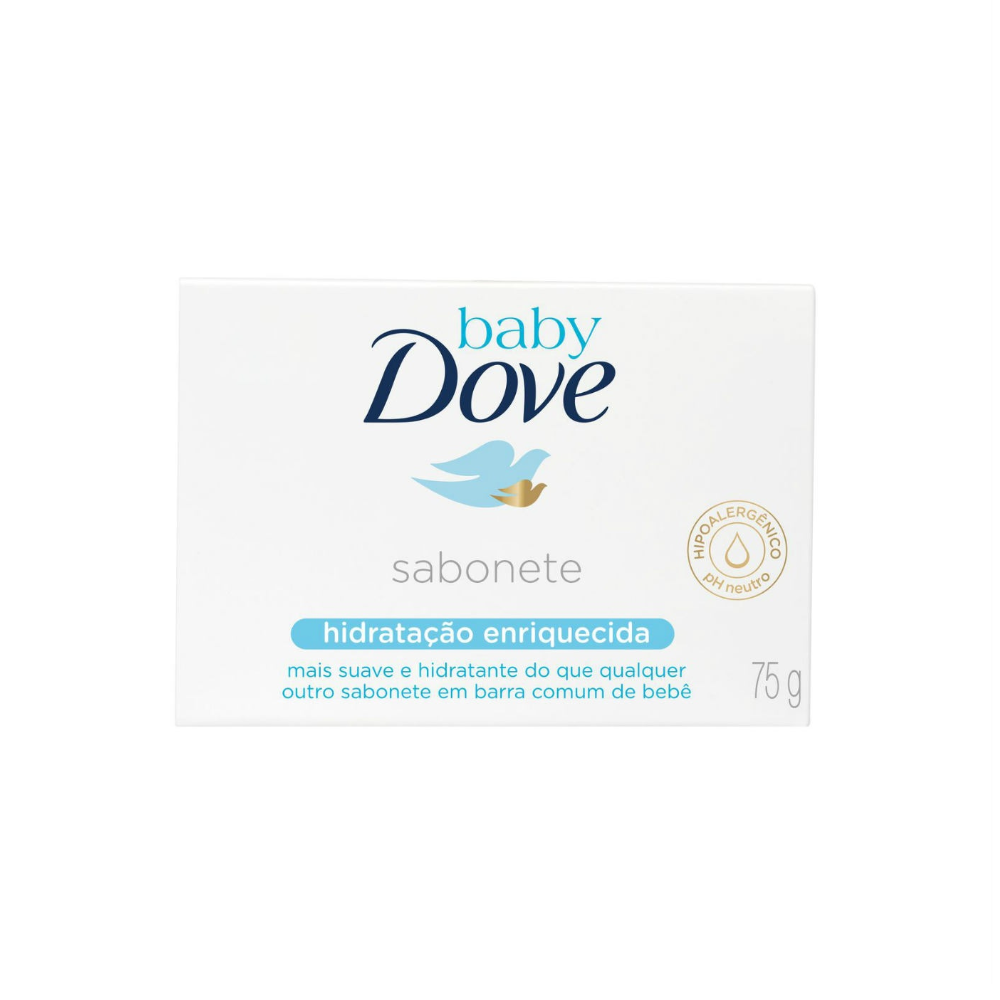 baby
Dove
sabonete
HIPOALERGÊNICO
pH neutro
hidratação enriquecida
mais suave e hidratante do que qualquer
outro sabonete em barra comum de bebê
75 g